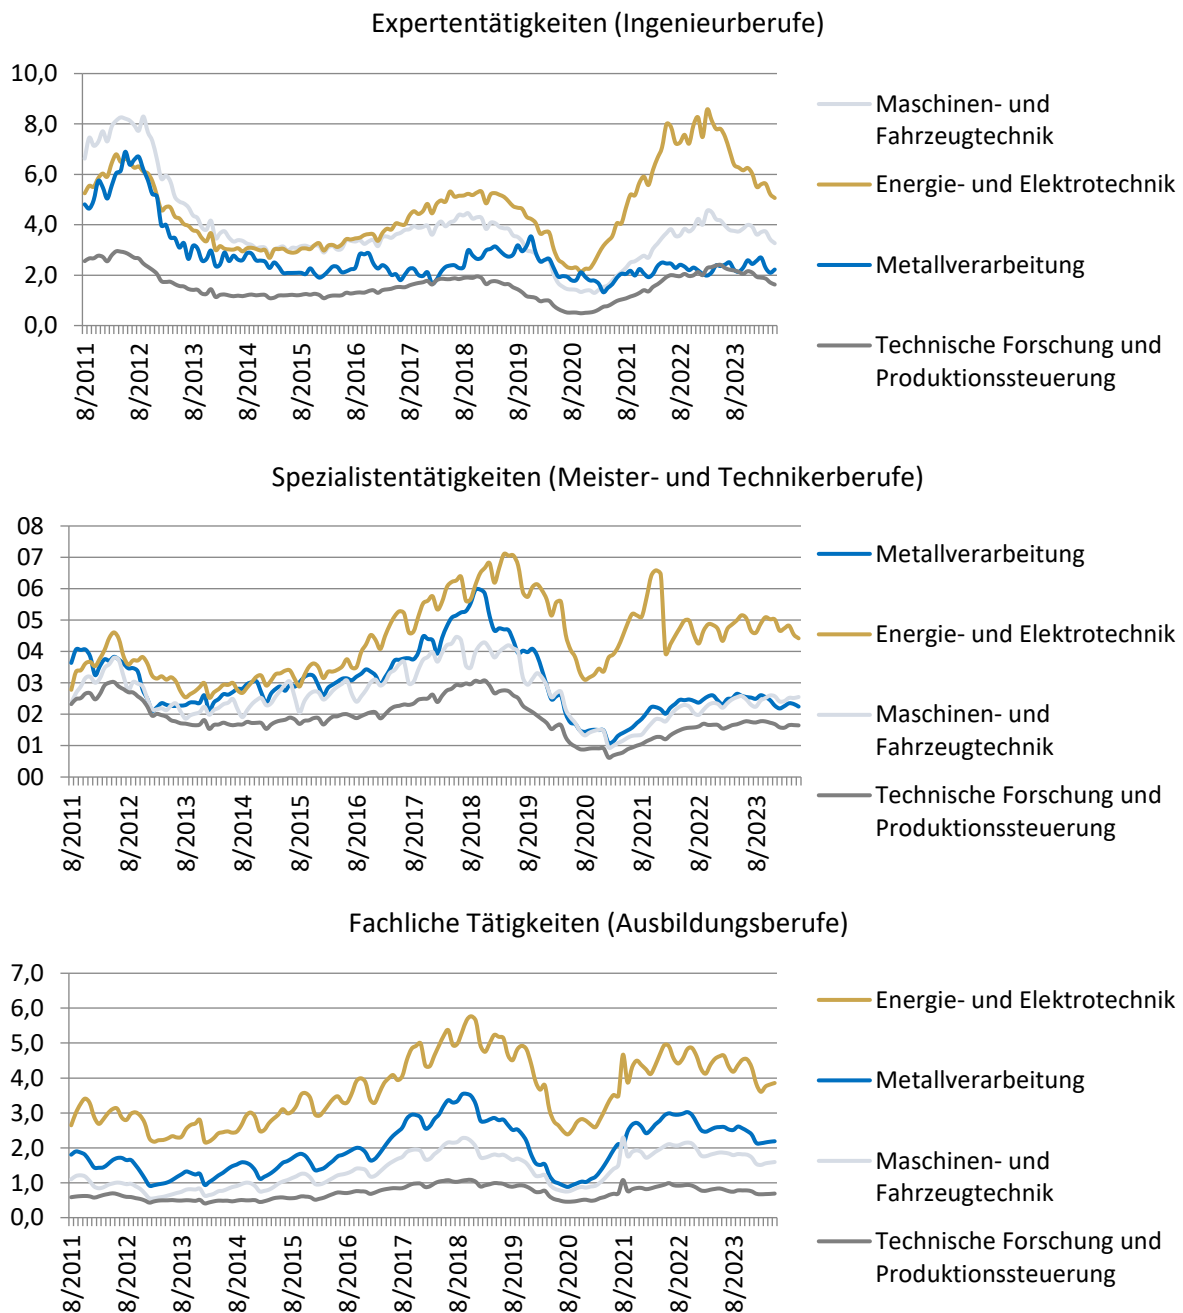 Expertentätigkeiten (Ingenieurberufe)
10,0
8,0
6,0
4,0
2,0
0,0
8/2011
8/2012
8/2013
8/2014
8/2015
8/2016
8/2017
8/2018
8/2019
8/2020
8/2021
8/2022
8/2023
Maschinen- und
Fahrzeugtechnik
Energie- und Elektrotechnik
Metallverarbeitung
Technische Forschung und
Produktionssteuerung
Spezialistentätigkeiten (Meister- und Technikerberufe)
08
07
06
05
04
03
02
01
00
8/2011
8/2012
8/2013
8/2014
8/2015
8/2016
8/2017
8/2018
8/2019
8/2020
8/2021
8/2022
8/2023
Metallverarbeitung
Energie- und Elektrotechnik
Maschinen- und
Fahrzeugtechnik
Technische Forschung und
Produktionssteuerung
Fachliche Tätigkeiten (Ausbildungsberufe)
7,0
6,0
5,0
4,0
3,0
2,0
1,0
0,0
8/2011
8/2012
8/2013
8/2014
8/2015
8/2016
8/2017
8/2018
8/2019
8/2020
8/2021
8/2022
8/2023
Energie- und Elektrotechnik
Metallverarbeitung
Maschinen- und
Fahrzeugtechnik
Technische Forschung und
Produktionssteuerung